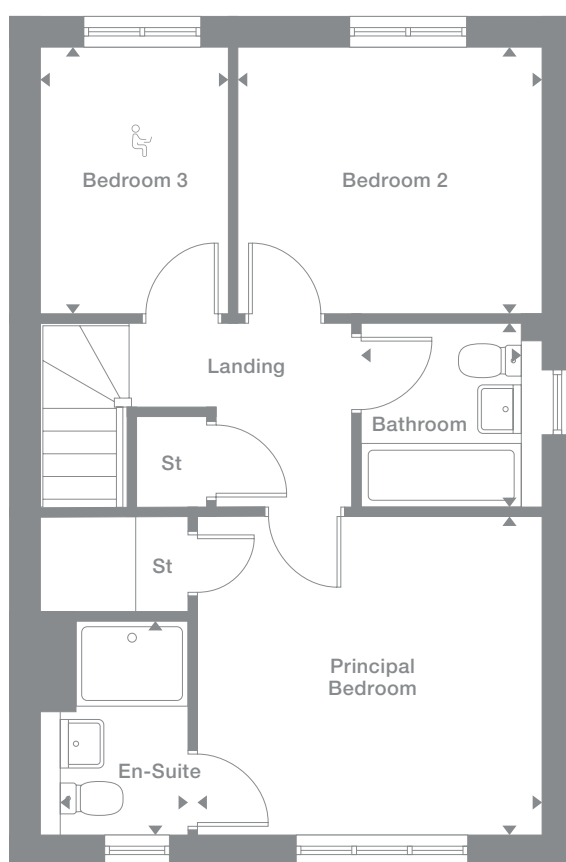 Bedroom 3
Bedroom 2
Landing
Bathroom
St
St
Principal
Bedroom
En-Suite